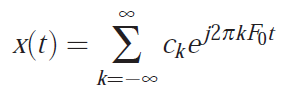 x(t) = ∑_{k=-∞}^{∞} c_k e^{j2πkF_0t}